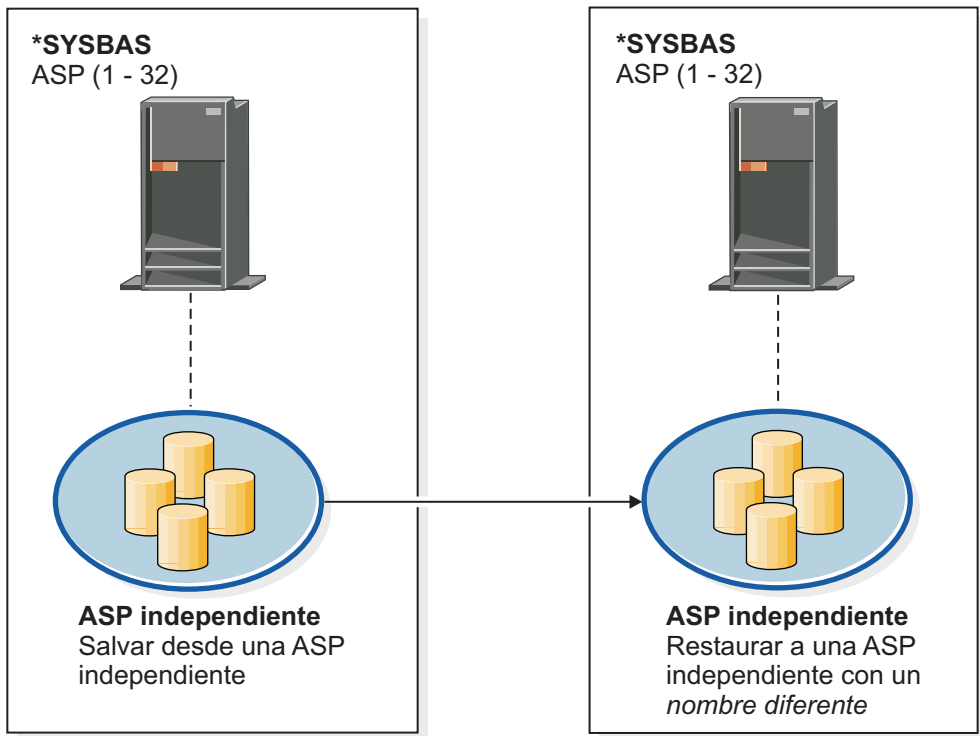 *SYSBAS
ASP (1 - 32)
ASP independiente
Salvar desde una ASP
independiente
*SYSBAS
ASP (1 - 32)
ASP independiente
Restaurar a una ASP
independiente con un
nombre diferente